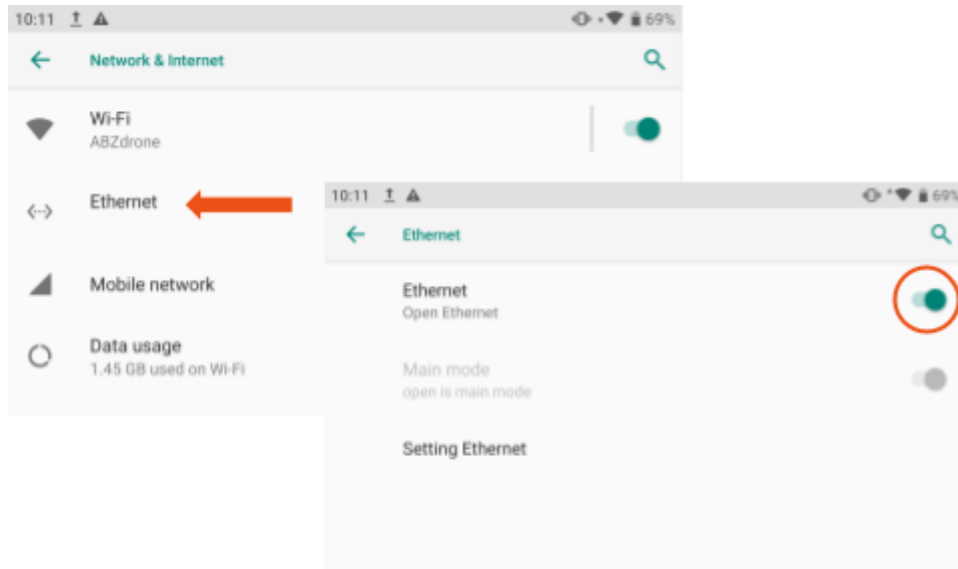 10:11 69%
Network & Internet
Wi-Fi
ABZdrone
Ethernet
Mobile network
Data usage
1.45 GB used on Wi-Fi
10:11 69%
Ethernet
Ethernet
Open Ethernet
Main mode
open is main mode
Setting Ethernet